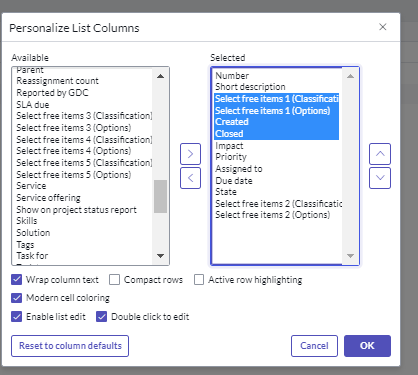 Personalize List Columns
Available
Parent
Reassignment count
Reported by GDC
SLA due
Select free items 3 (Classification)
Select free items 3 (Options)
Select free items 4 (Classification)
Select free items 4 (Options)
Select free items 5 (Classification)
Select free items 5 (Options)
Service
Service offering
Show on project status report
Skills
Solution
Tags
Task for
Selected
Number
Short description
Select free items 1 (Classificati
Select free items 1 (Options)
Created
Closed
Impact
Priority
Assigned to
Due date
State
Select free items 2 (Classificatic
Select free items 2 (Options)
Wrap column text
Compact rows
Active row highlighting
Modern cell coloring
Enable list edit
Double click to edit
Reset to column defaults
Cancel
OK